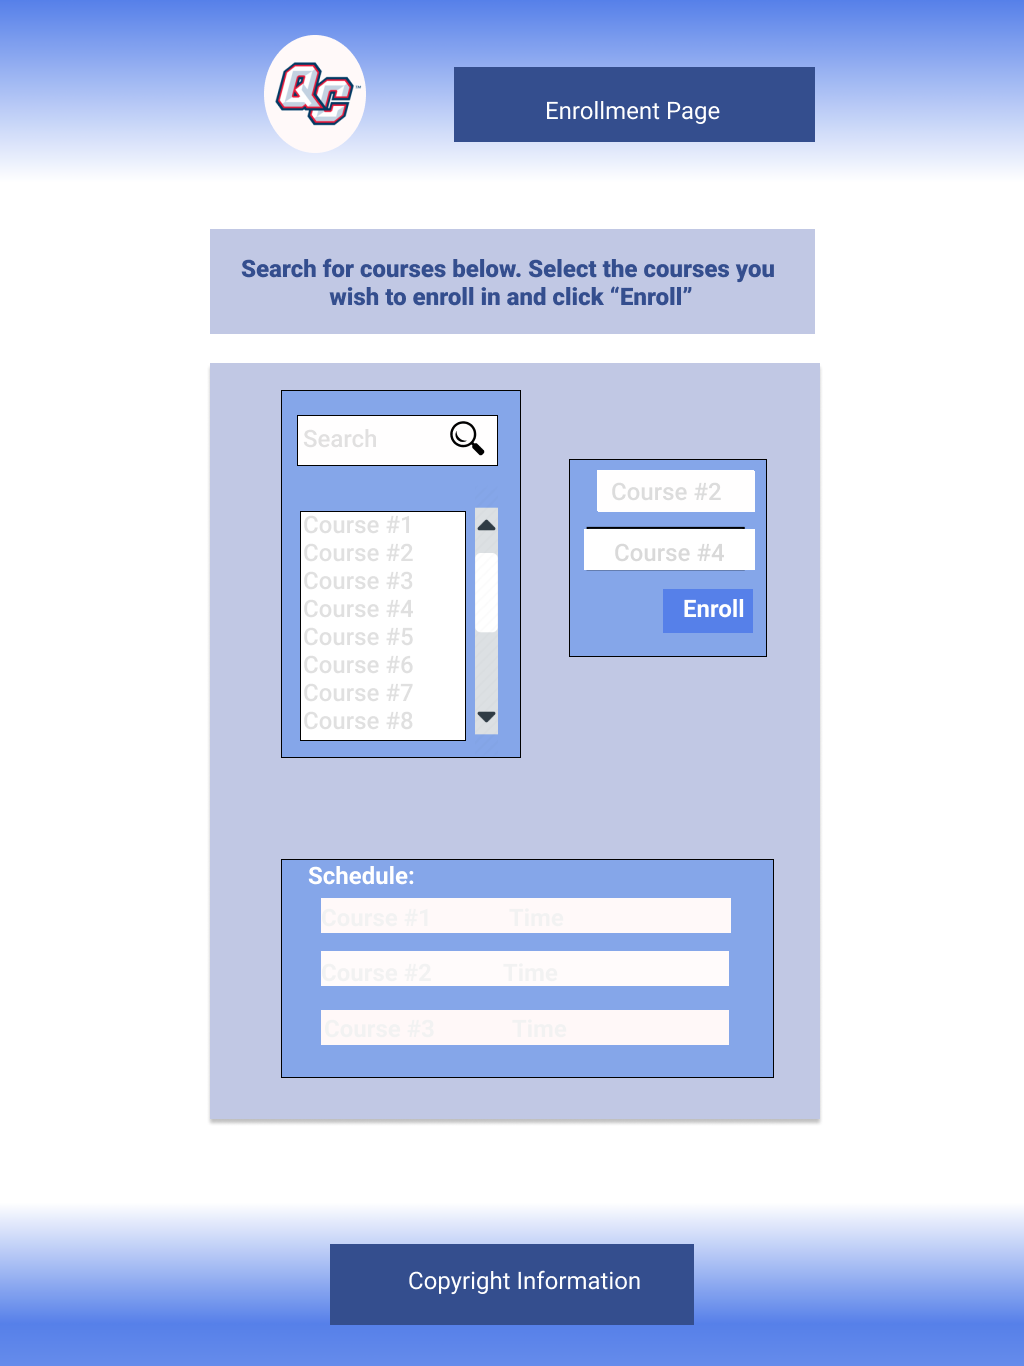 QC ™
Enrollment Page
Search for courses below. Select the courses you
wish to enroll in and click “Enroll”
Search
Course #1
Course #2
Course #3
Course #4
Course #5
Course #6
Course #7
Course #8
Course #2
Course #4
Enroll
Schedule:
Course #1 Time
Course #2 Time
Course #3 Time
Copyright Information